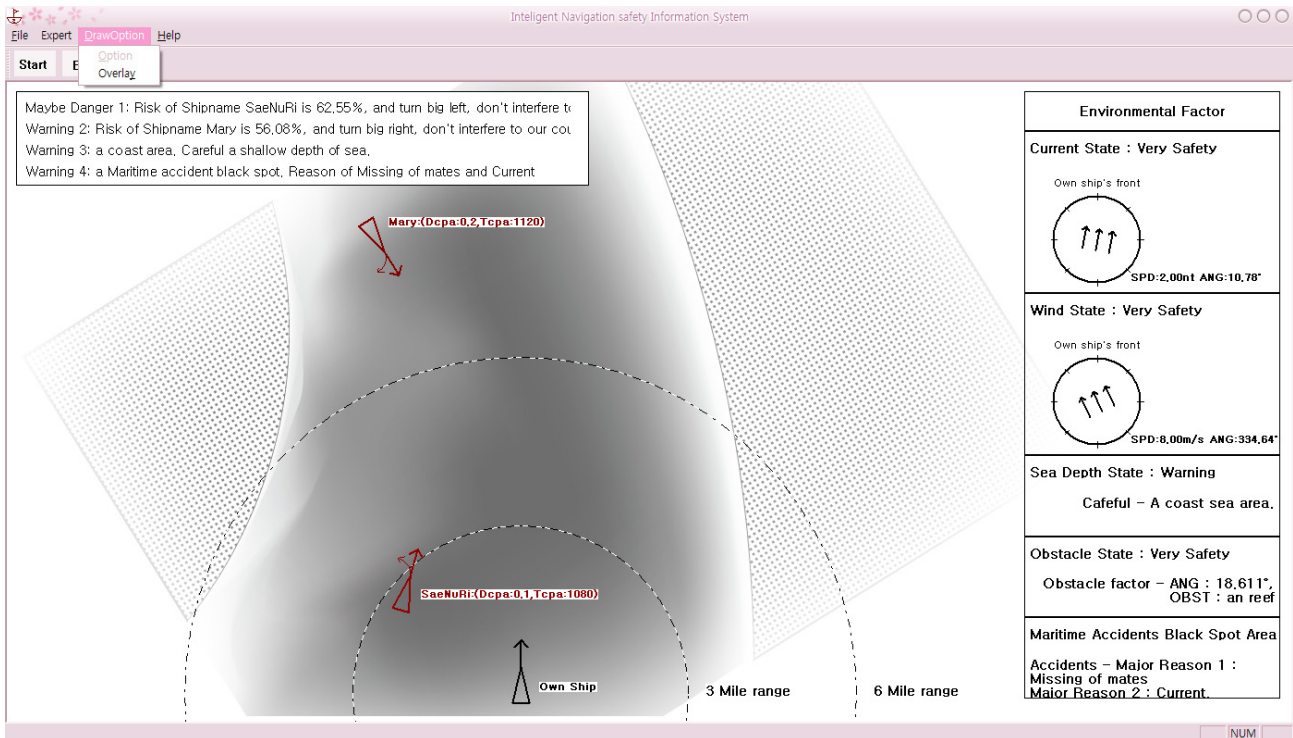 Inteligent Navigation safety Information System
File Expert DrawOption Help
Option
Overlay
Start E
Maybe Danger 1: Risk of Shipname SaeNuRi is 62.55%, and turn big left, don't interfere to
Warning 2: Risk of Shipname Mary is 56.08%, and turn big right, don't interfere to our cou
Warning 3: a coast area. Careful a shallow depth of sea.
Warning 4: a Maritime accident black spot. Reason of Missing of mates and Current
Mary:(Dcpa:0.2,Tcpa:1120)
SaeNuRi:(Dcpa:0.1,Tcpa:1080)
Own Ship
3 Mile range
6 Mile range
Environmental Factor
Current State : Very Safety
Own ship's front
SPD:2.00nt ANG:10.78°
Wind State : Very Safety
Own ship's front
SPD:8.00m/s ANG:334.64°
Sea Depth State : Warning
Cafeful - A coast sea area.
Obstacle State : Very Safety
Obstacle factor - ANG : 18.611°,
OBST : an reef
Maritime Accidents Black Spot Area
Accidents - Major Reason 1 :
Missing of mates
Major Reason 2 : Current.
NUM